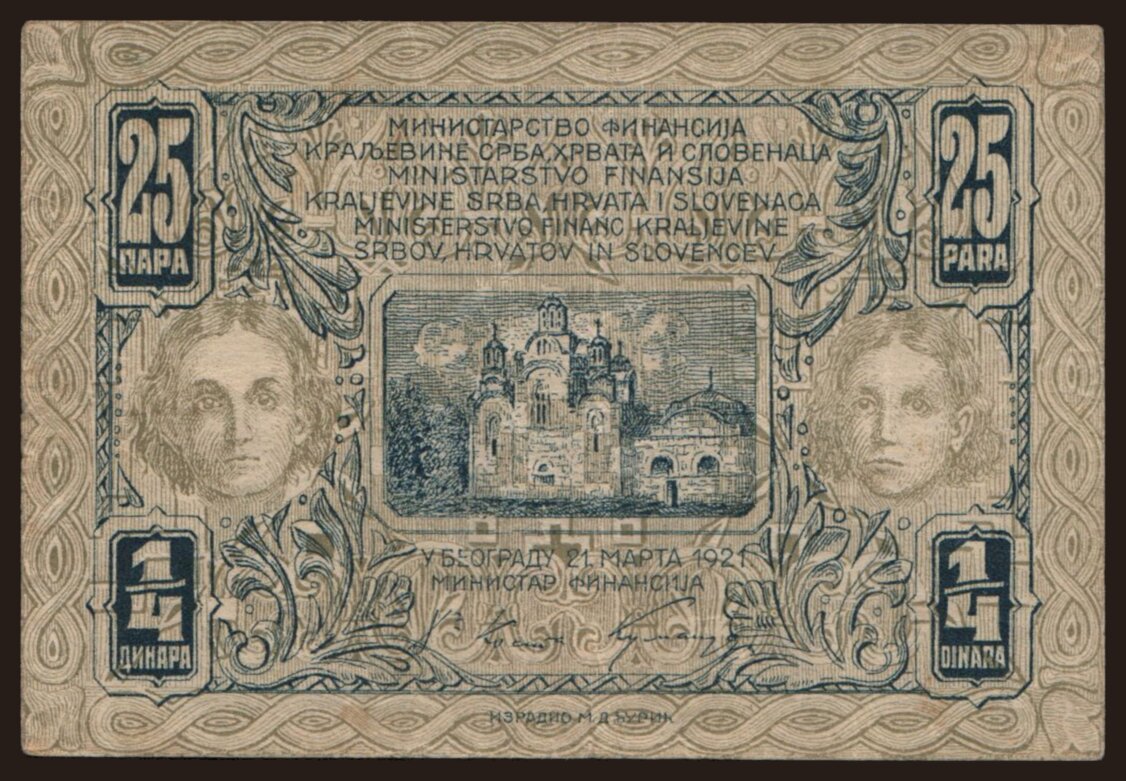 25
ПАРА
25
PARA
МИНИСТАРСТВО ФИНАНСИЈА
КРАЉЕВИНЕ СРБА, ХРВАТА И СЛОВЕНАЦА
MINISTARSTVO FINANSIJA
KRALJEVINE SRBA, HRVATA I SLOVENACA
MINISTERSTVO FINANC KRALJEVINE
SRBOV, HRVATOV IN SLOVENCEV
У БЕОГРАДУ 21. МАРТА 1921
МИНИСТАР ФИНАНСИЈА
1/4
ДИНАРА
1/4
DINARA
ИЗРАДИО М. Д.